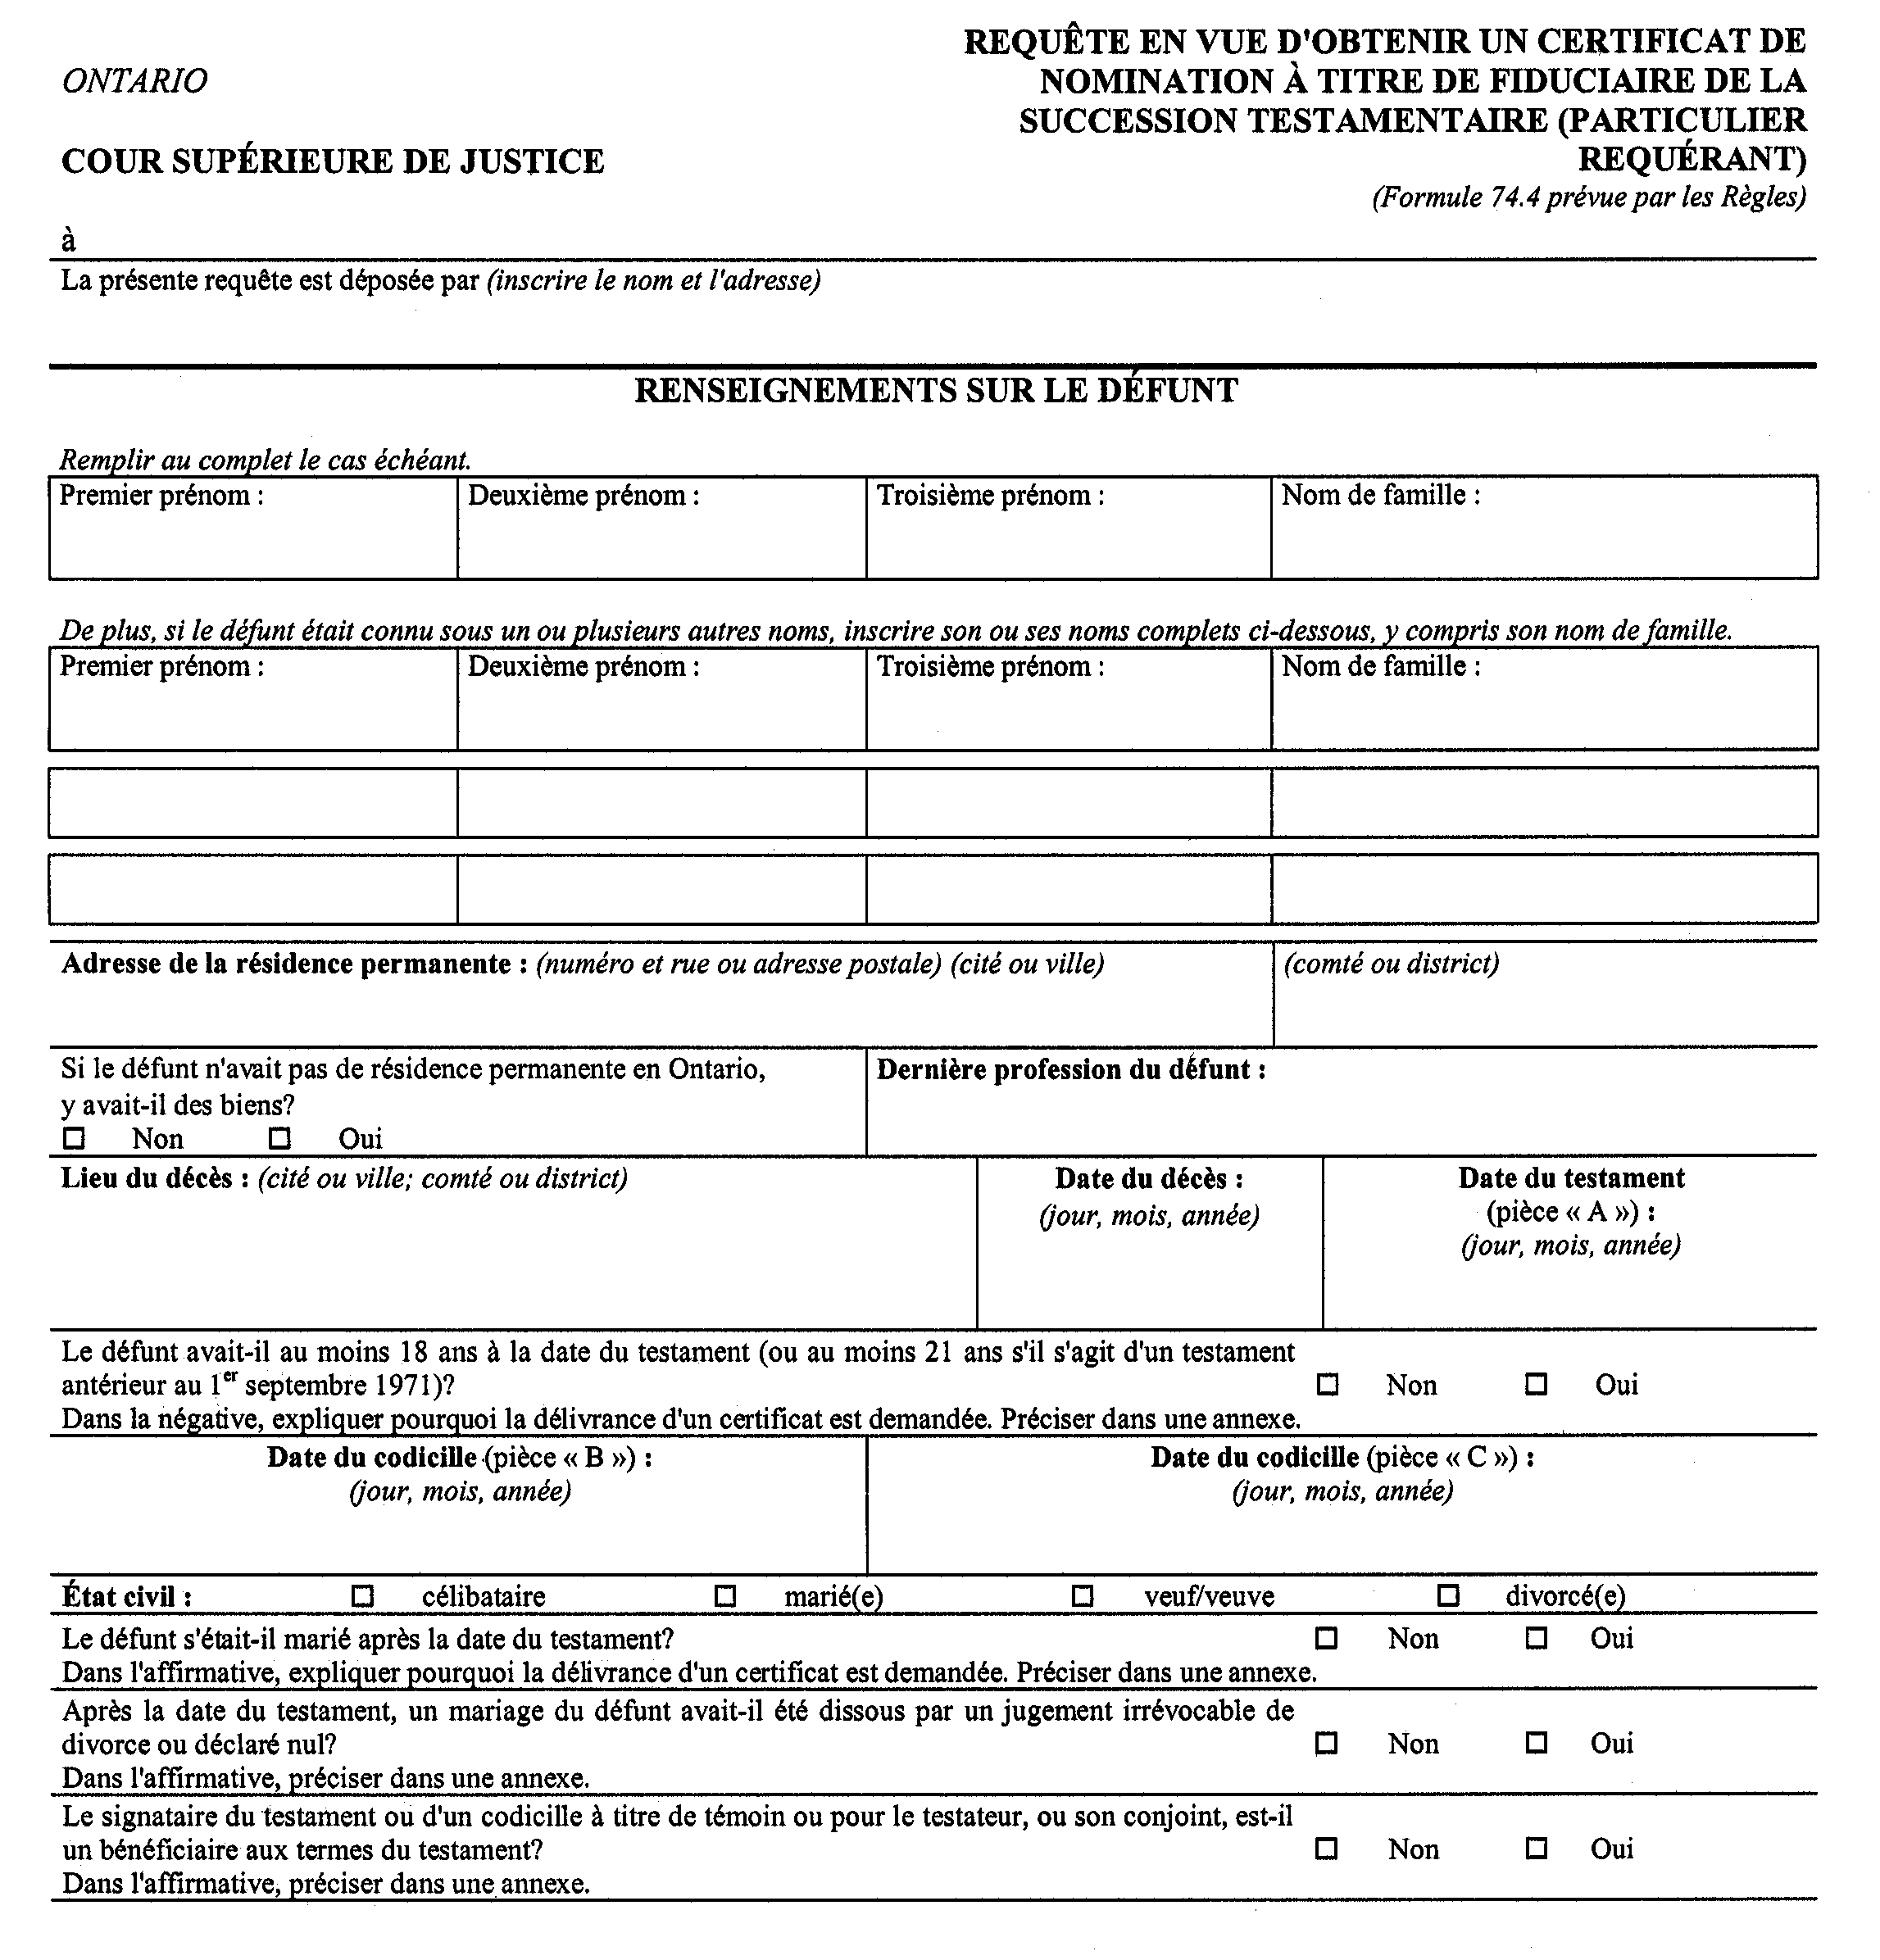 REQUÊTE EN VUE D'OBTENIR UN CERTIFICAT DE
ONTARIO
NOMINATION À TITRE DE FIDUCIAIRE DE LA
SUCCESSION TESTAMENTAIRE (PARTICULIER
COUR SUPÉRIEURE DE JUSTICE
REQUÉRANT)
(Formule 74.4 prévue par les Règles)
à
La présente requête est déposée par (inscrire le nom et l'adresse)
RENSEIGNEMENTS SUR LE DÉFUNT
Remplir au complet le cas échéant.
Premier prénom : Deuxième prénom : Troisième prénom : Nom de famille :
De plus, si le défunt était connu sous un ou plusieurs autres noms, inscrire son ou ses noms complets ci-dessous, y compris son nom de famille.
Premier prénom : Deuxième prénom : Troisième prénom : Nom de famille :
Adresse de la résidence permanente : (numéro et rue ou adresse postale) (cité ou ville) (comté ou district)
Si le défunt n'avait pas de résidence permanente en Ontario,
y avait-il des biens?
☐ Non ☐ Oui
Dernière profession du défunt :
Lieu du décès : (cité ou ville; comté ou district)
Date du décès :
(jour, mois, année)
Date du testament
(pièce « A ») :
(jour, mois, année)
Le défunt avait-il au moins 18 ans à la date du testament (ou au moins 21 ans s'il s'agit d'un testament
antérieur au 1er septembre 1971)? ☐ Non ☐ Oui
Dans la négative, expliquer pourquoi la délivrance d'un certificat est demandée. Préciser dans une annexe.
Date du codicille (pièce « B ») :
(jour, mois, année)
Date du codicille (pièce « C ») :
(jour, mois, année)
État civil : ☐ célibataire ☐ marié(e) ☐ veuf/veuve ☐ divorcé(e)
Le défunt s'était-il marié après la date du testament? ☐ Non ☐ Oui
Dans l'affirmative, expliquer pourquoi la délivrance d'un certificat est demandée. Préciser dans une annexe.
Après la date du testament, un mariage du défunt avait-il été dissous par un jugement irrévocable de
divorce ou déclaré nul? ☐ Non ☐ Oui
Dans l'affirmative, préciser dans une annexe.
Le signataire du testament ou d'un codicille à titre de témoin ou pour le testateur, ou son conjoint, est-il
un bénéficiaire aux termes du testament? ☐ Non ☐ Oui
Dans l'affirmative, préciser dans une annexe.